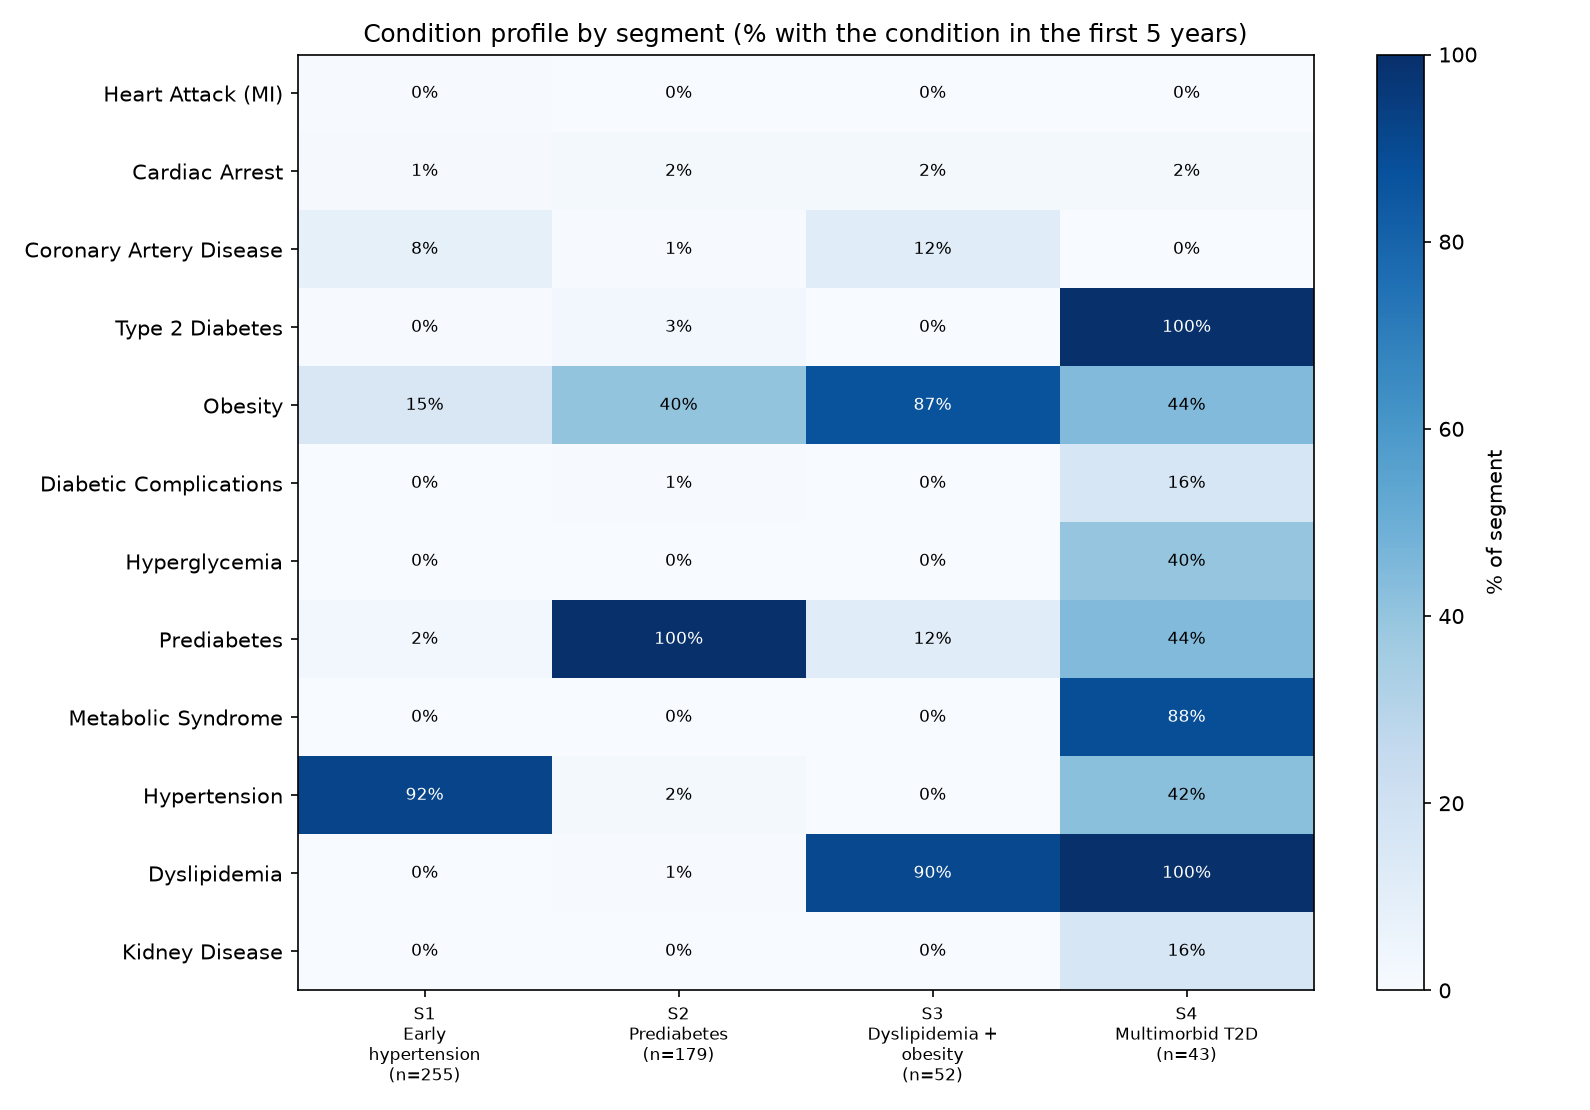 Condition profile by segment (% with the condition in the first 5 years)
Heart Attack (MI) 0% 0% 0% 0%
Cardiac Arrest 1% 2% 2% 2%
Coronary Artery Disease 8% 1% 12% 0%
Type 2 Diabetes 0% 3% 0% 100%
Obesity 15% 40% 87% 44%
Diabetic Complications 0% 1% 0% 16%
Hyperglycemia 0% 0% 0% 40%
Prediabetes 2% 100% 12% 44%
Metabolic Syndrome 0% 0% 0% 88%
Hypertension 92% 2% 0% 42%
Dyslipidemia 0% 1% 90% 100%
Kidney Disease 0% 0% 0% 16%
S1
Early
hypertension
(n=255)
S2
Prediabetes
(n=179)
S3
Dyslipidemia +
obesity
(n=52)
S4
Multimorbid T2D
(n=43)
100
80
60
40
20
0
% of segment